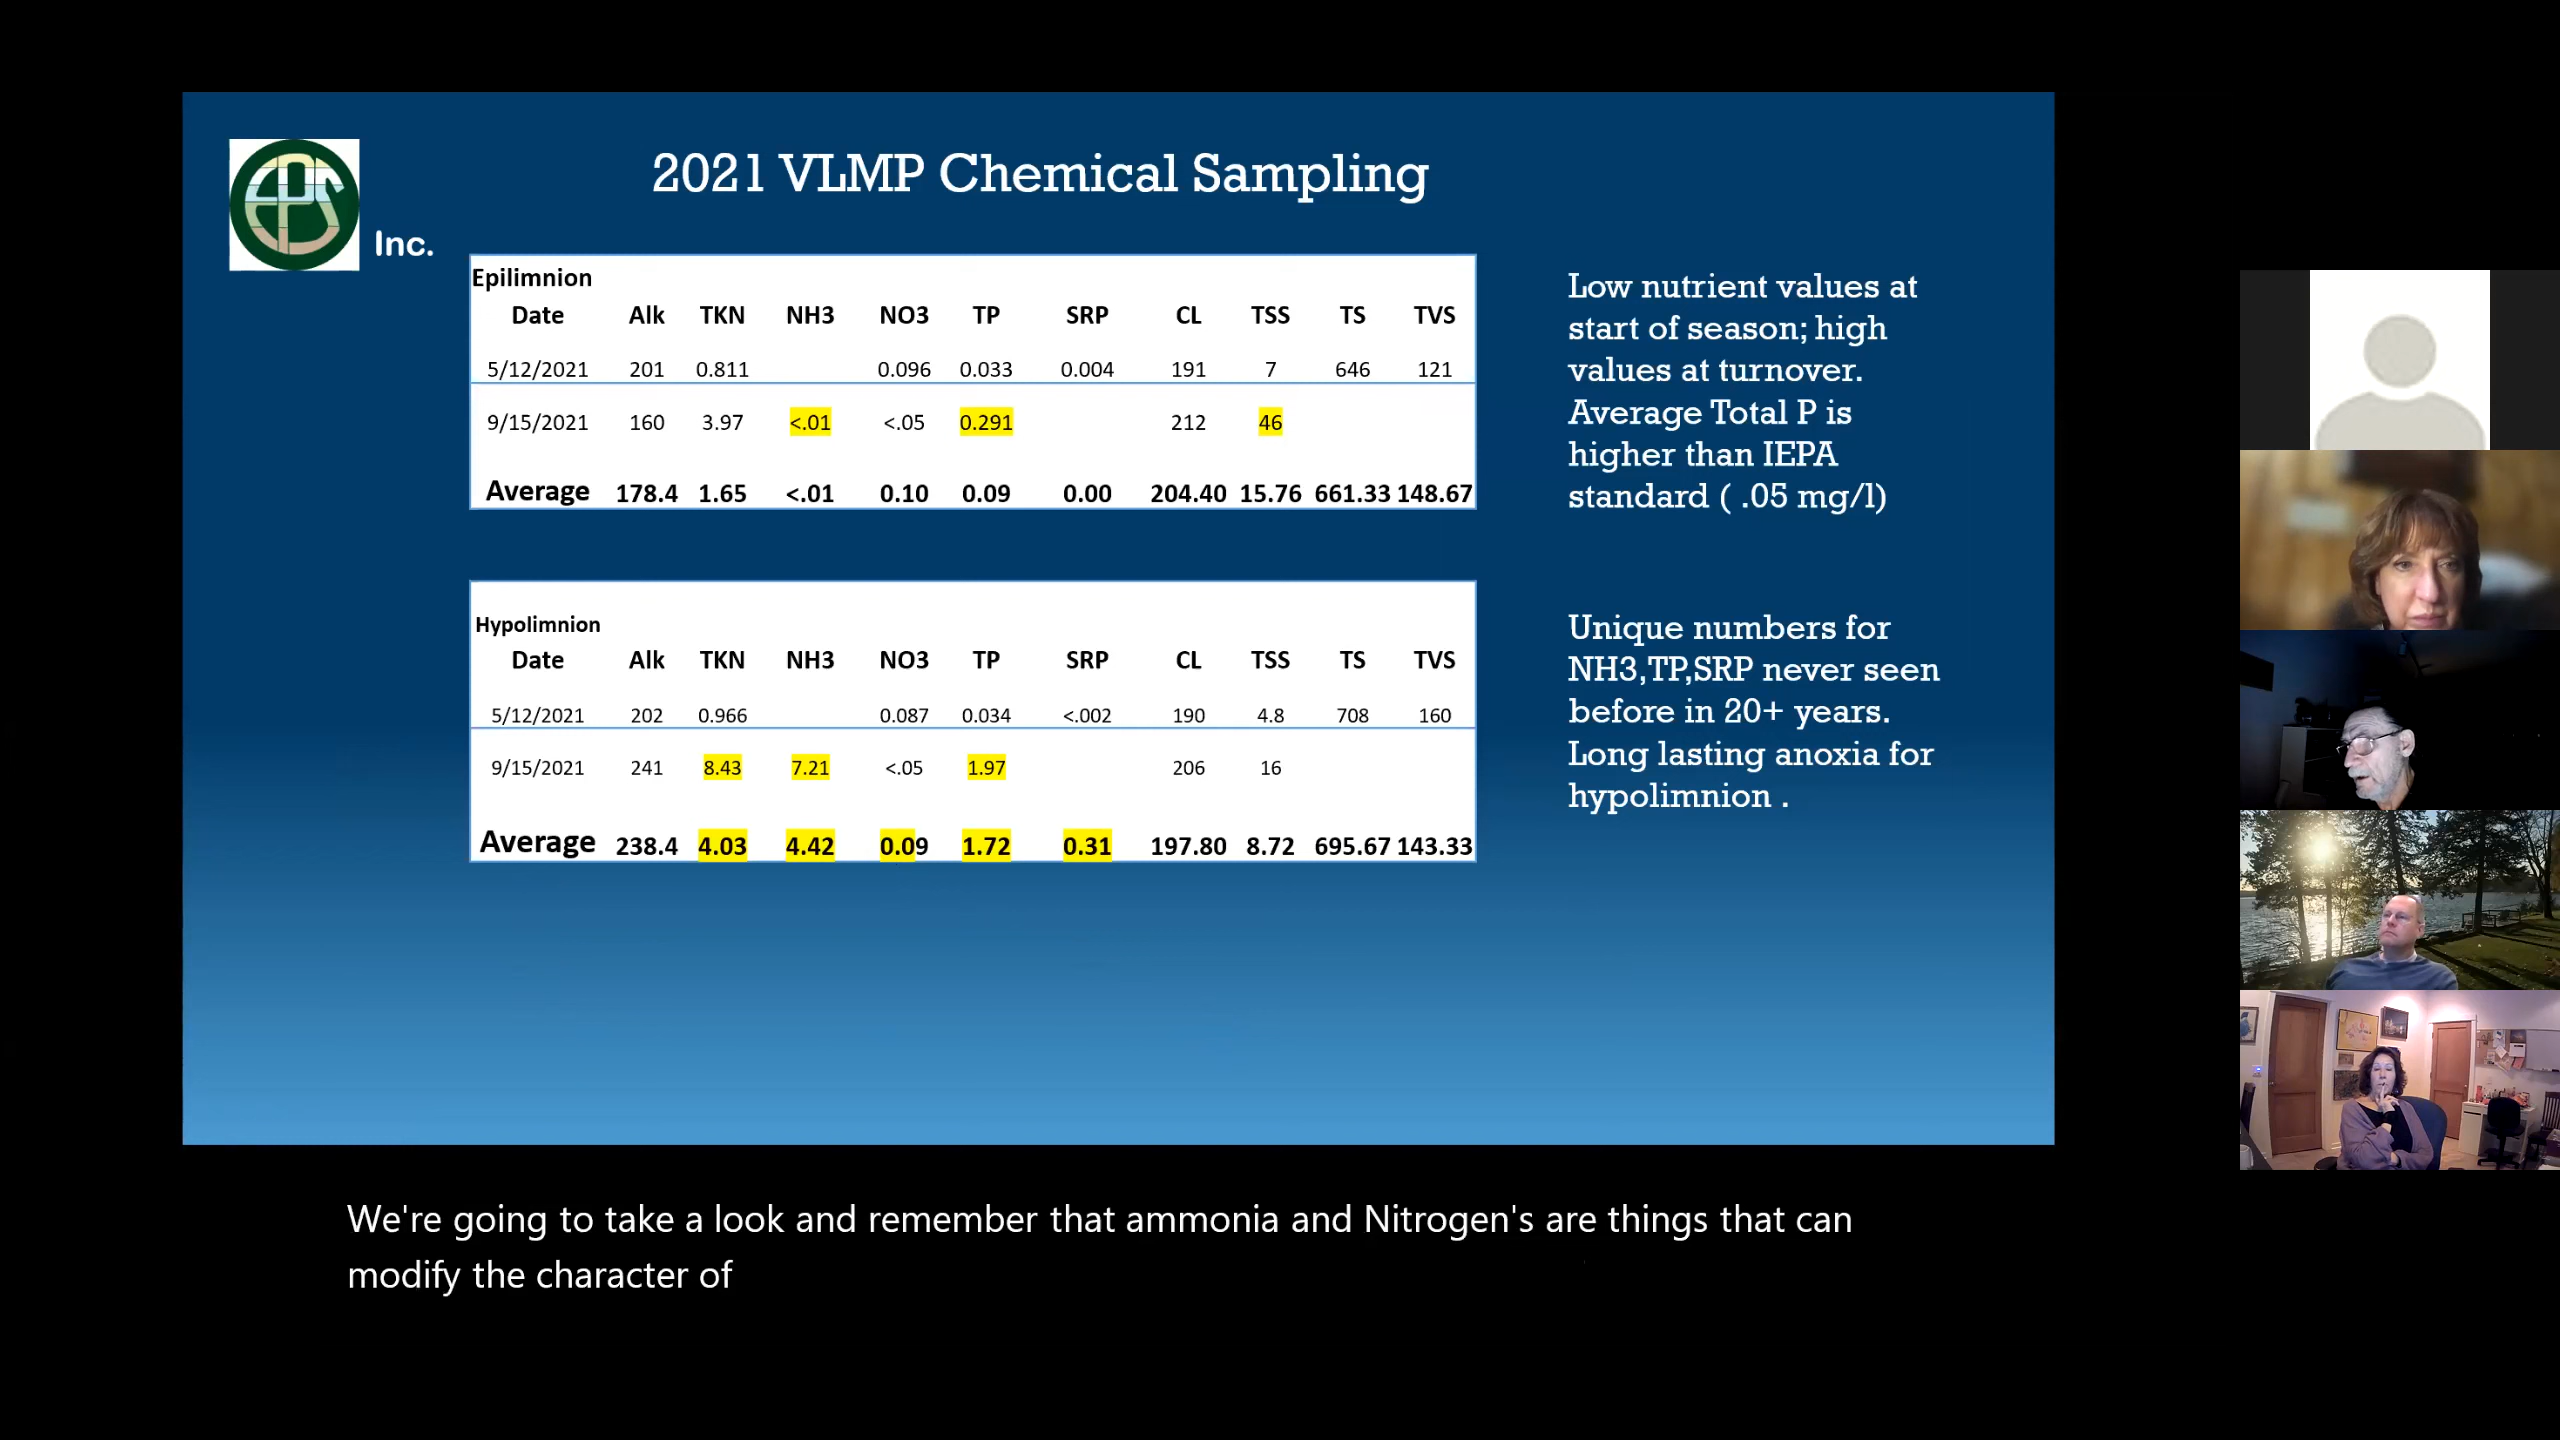 2021 VLMP Chemical Sampling
EPS
Inc.
Epilimnion
Date Alk TKN NH3 NO3 TP SRP CL TSS TS TVS
5/12/2021 201 0.811 0.096 0.033 0.004 191 7 646 121
9/15/2021 160 3.97 <.01 <.05 0.291 212 46
Average 178.4 1.65 <.01 0.10 0.09 0.00 204.40 15.76 661.33 148.67
Low nutrient values at
start of season; high
values at turnover.
Average Total P is
higher than IEPA
standard ( .05 mg/l)
Hypolimnion
Date Alk TKN NH3 NO3 TP SRP CL TSS TS TVS
5/12/2021 202 0.966 0.087 0.034 <.002 190 4.8 708 160
9/15/2021 241 8.43 7.21 <.05 1.97 206 16
Average 238.4 4.03 4.42 0.09 1.72 0.31 197.80 8.72 695.67 143.33
Unique numbers for
NH3,TP,SRP never seen
before in 20+ years.
Long lasting anoxia for
hypolimnion .
We're going to take a look and remember that ammonia and Nitrogen's are things that can
modify the character of